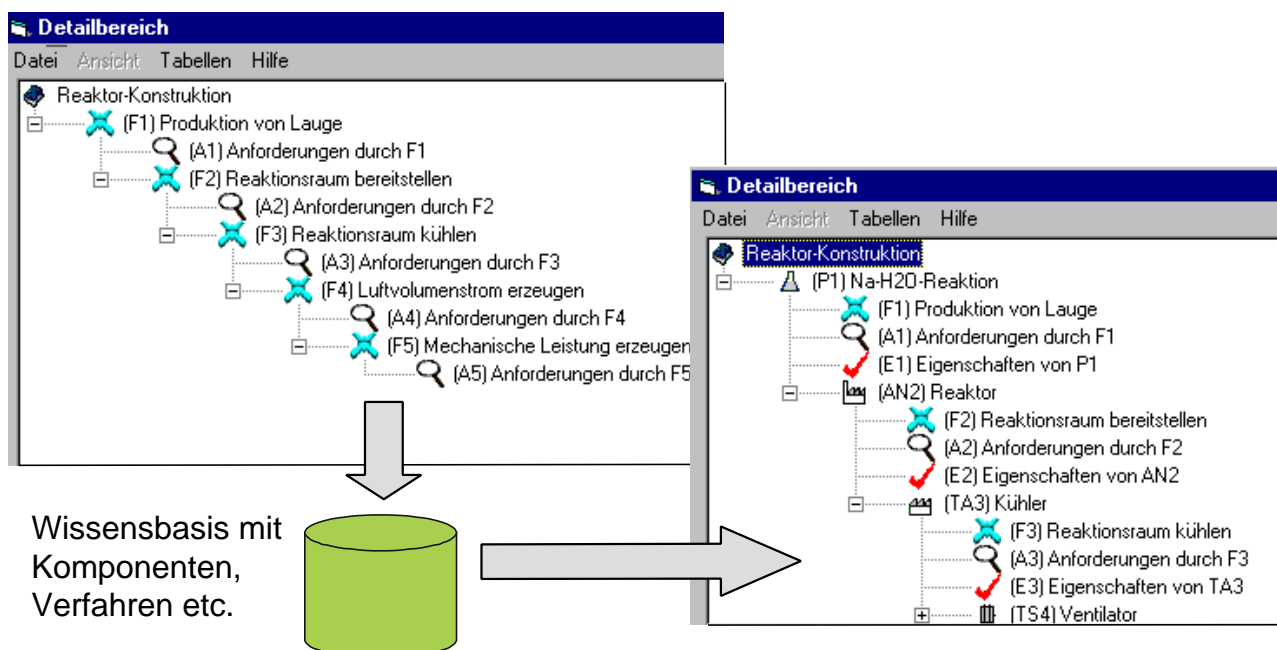 Detailbereich
Datei Ansicht Tabellen Hilfe
Reaktor-Konstruktion
(F1) Produktion von Lauge
(A1) Anforderungen durch F1
(F2) Reaktionsraum bereitstellen
(A2) Anforderungen durch F2
(F3) Reaktionsraum kühlen
(A3) Anforderungen durch F3
(F4) Luftvolumenstrom erzeugen
(A4) Anforderungen durch F4
(F5) Mechanische Leistung erzeugen
(A5) Anforderungen durch F5
Wissensbasis mit
Komponenten,
Verfahren etc.
Detailbereich
Datei Ansicht Tabellen Hilfe
Reaktor-Konstruktion
(P1) Na-H2O-Reaktion
(F1) Produktion von Lauge
(A1) Anforderungen durch F1
(E1) Eigenschaften von P1
(AN2) Reaktor
(F2) Reaktionsraum bereitstellen
(A2) Anforderungen durch F2
(E2) Eigenschaften von AN2
(TA3) Kühler
(F3) Reaktionsraum kühlen
(A3) Anforderungen durch F3
(E3) Eigenschaften von TA3
(TS4) Ventilator